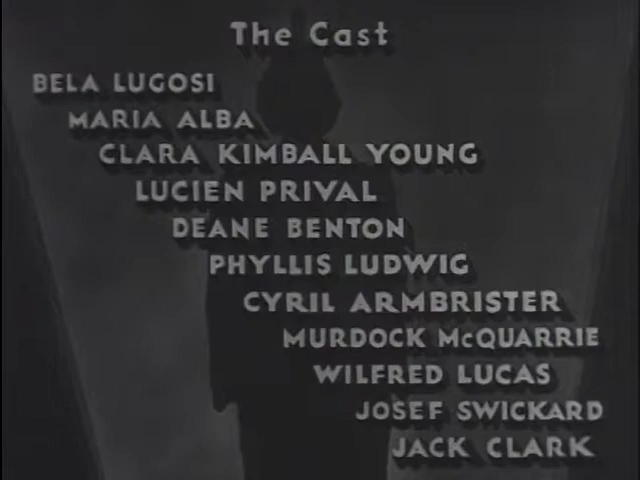 The Cast
BELA LUGOSI
MARIA ALBA
CLARA KIMBALL YOUNG
LUCIEN PRIVAL
DEANE BENTON
PHYLLIS LUDWIG
CYRIL ARMBRISTER
MURDOCK McQUARRIE
WILFRED LUCAS
JOSEF SWICKARD
JACK CLARK